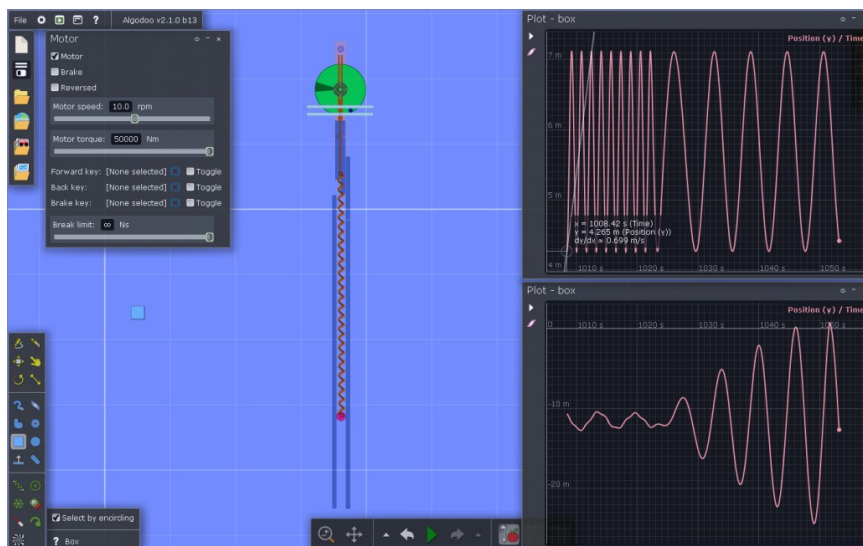 File ? Algodoo v2.1.0 b13
Motor
Motor
Brake
Reversed
Motor speed: 10.0 rpm
Motor torque: 50000 Nm
Forward key: [None selected] Toggle
Back key: [None selected] Toggle
Brake key: [None selected] Toggle
Break limit: ∞ Ns
Select by encircling
? Box
Plot - box
Position (y) / Time
7 m
6 m
5 m
4 m
x = 1008.42 s (Time)
y = 4.265 m (Position (y))
dy/dx ≈ 0.699 m/s
1010 s 1020 s 1030 s 1040 s 1050 s
Plot - box
Position (y) / Time
0 1010 s 1020 s 1030 s 1040 s 1050 s
-10 m
-20 m